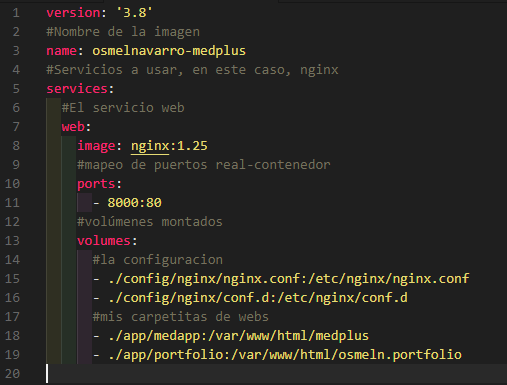 1 version: '3.8'
2 #Nombre de la imagen
3 name: osmelnavarro-medplus
4 #Servicios a usar, en este caso, nginx
5 services:
6 #El servicio web
7 web:
8 image: nginx:1.25
9 #mapeo de puertos real-contenedor
10 ports:
11 - 8000:80
12 #volúmenes montados
13 volumes:
14 #la configuracion
15 - ./config/nginx/nginx.conf:/etc/nginx/nginx.conf
16 - ./config/nginx/conf.d:/etc/nginx/conf.d
17 #mis carpetitas de webs
18 - ./app/medapp:/var/www/html/medplus
19 - ./app/portfolio:/var/www/html/osmeln.portfolio
20